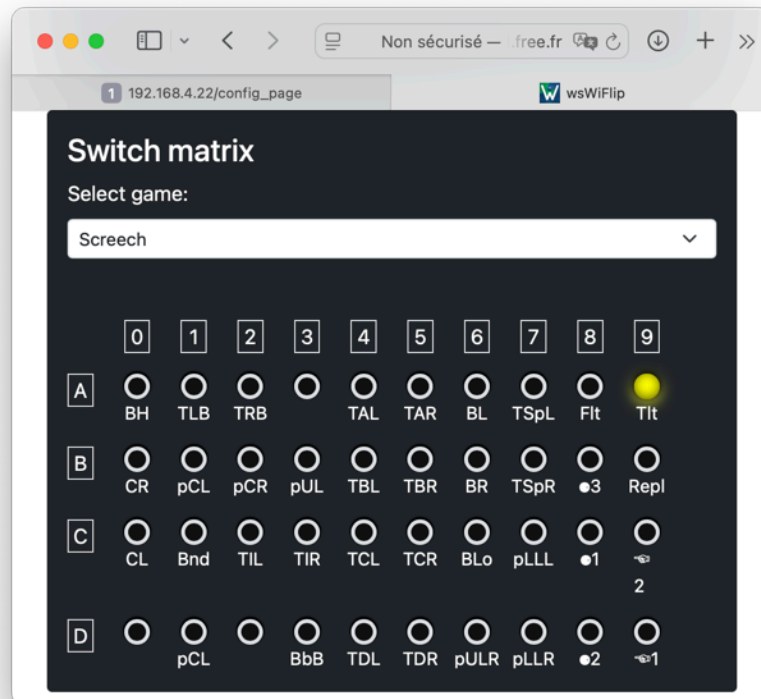 Non sécurisé — .free.fr
1 192.168.4.22/config_page
wsWiFlip
Switch matrix
Select game:
Screech
0 1 2 3 4 5 6 7 8 9
A
BH TLB TRB TAL TAR BL TSpL Flt Tlt
B
CR pCL pCR pUL TBL TBR BR TSpR ●3 Repl
C
CL Bnd TIL TIR TCL TCR BLo pLLL ●1 ☜
2
D
pCL BbB TDL TDR pULR pLLR ●2 ☜1